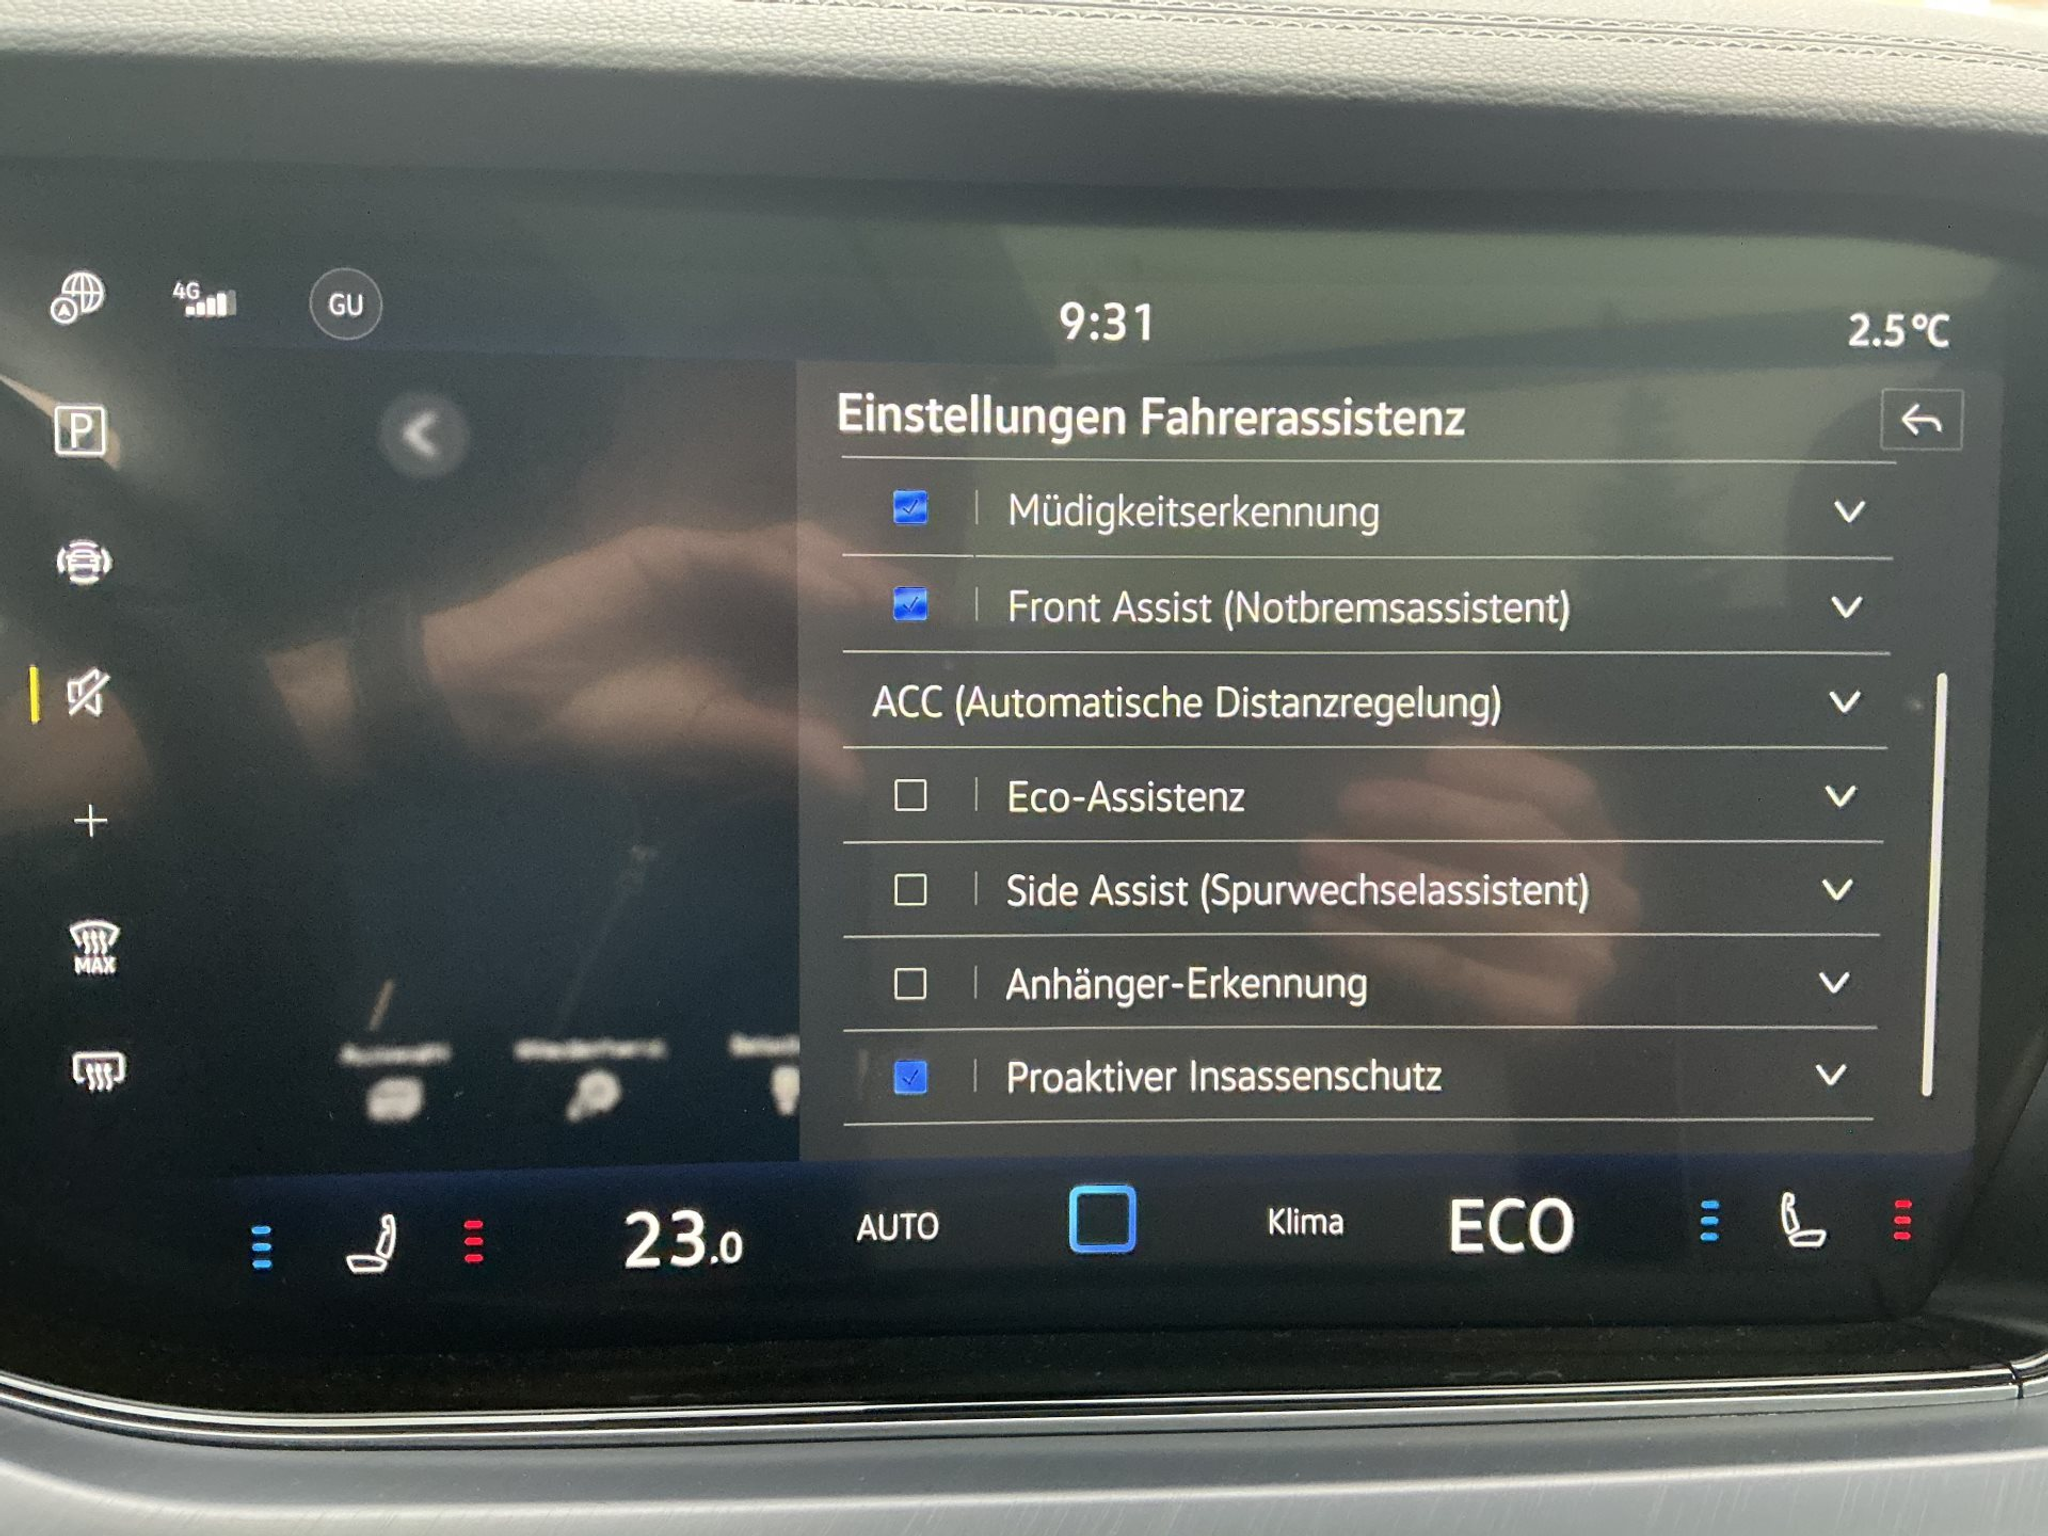 4G
GU
9:31
2.5°C
P
Einstellungen Fahrerassistenz
Müdigkeitserkennung
Front Assist (Notbremsassistent)
ACC (Automatische Distanzregelung)
Eco-Assistenz
Side Assist (Spurwechselassistent)
Anhänger-Erkennung
Proaktiver Insassenschutz
MAX
23.0
AUTO
Klima
ECO